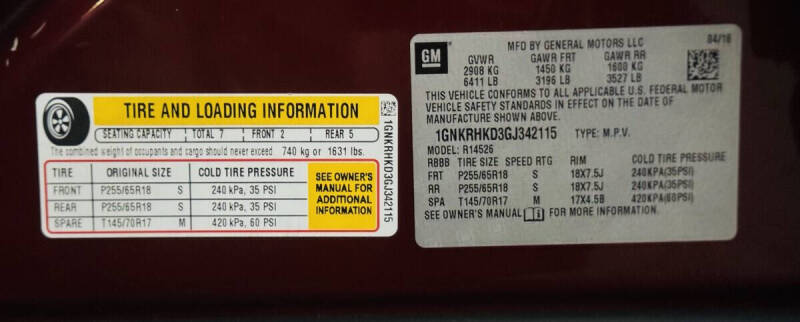 TIRE AND LOADING INFORMATION
SEATING CAPACITY TOTAL 7 FRONT 2 REAR 5
The combined weight of occupants and cargo should never exceed 740 kg or 1631 lbs.
TIRE ORIGINAL SIZE COLD TIRE PRESSURE
FRONT P255/65R18 S 240 kPa, 35 PSI
REAR P255/65R18 S 240 kPa, 35 PSI
SPARE T145/70R17 M 420 kPa, 60 PSI
SEE OWNER'S
MANUAL FOR
ADDITIONAL
INFORMATION
1GNKRHKD3GJ342115
GM
MFD BY GENERAL MOTORS LLC 04/16
GVWR GAWR FRT GAWR RR
2908 KG 1450 KG 1600 KG
6411 LB 3196 LB 3527 LB
THIS VEHICLE CONFORMS TO ALL APPLICABLE U.S. FEDERAL MOTOR
VEHICLE SAFETY STANDARDS IN EFFECT ON THE DATE OF
MANUFACTURE SHOWN ABOVE.
1GNKRHKD3GJ342115 TYPE: M.P.V.
MODEL: R14526
RBBB TIRE SIZE SPEED RTG RIM COLD TIRE PRESSURE
FRT P255/65R18 S 18X7.5J 240KPA(35PSI)
RR P255/65R18 S 18X7.5J 240KPA(35PSI)
SPA T145/70R17 M 17X4.5B 420KPA(60PSI)
SEE OWNER'S MANUAL FOR MORE INFORMATION